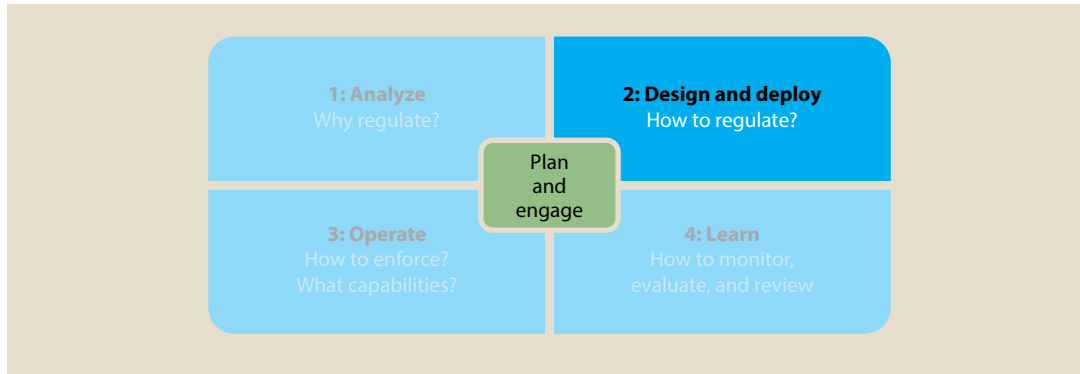 1: Analyze
Why regulate?
2: Design and deploy
How to regulate?
Plan
and
engage
3: Operate
How to enforce?
What capabilities?
4: Learn
How to monitor,
evaluate, and review